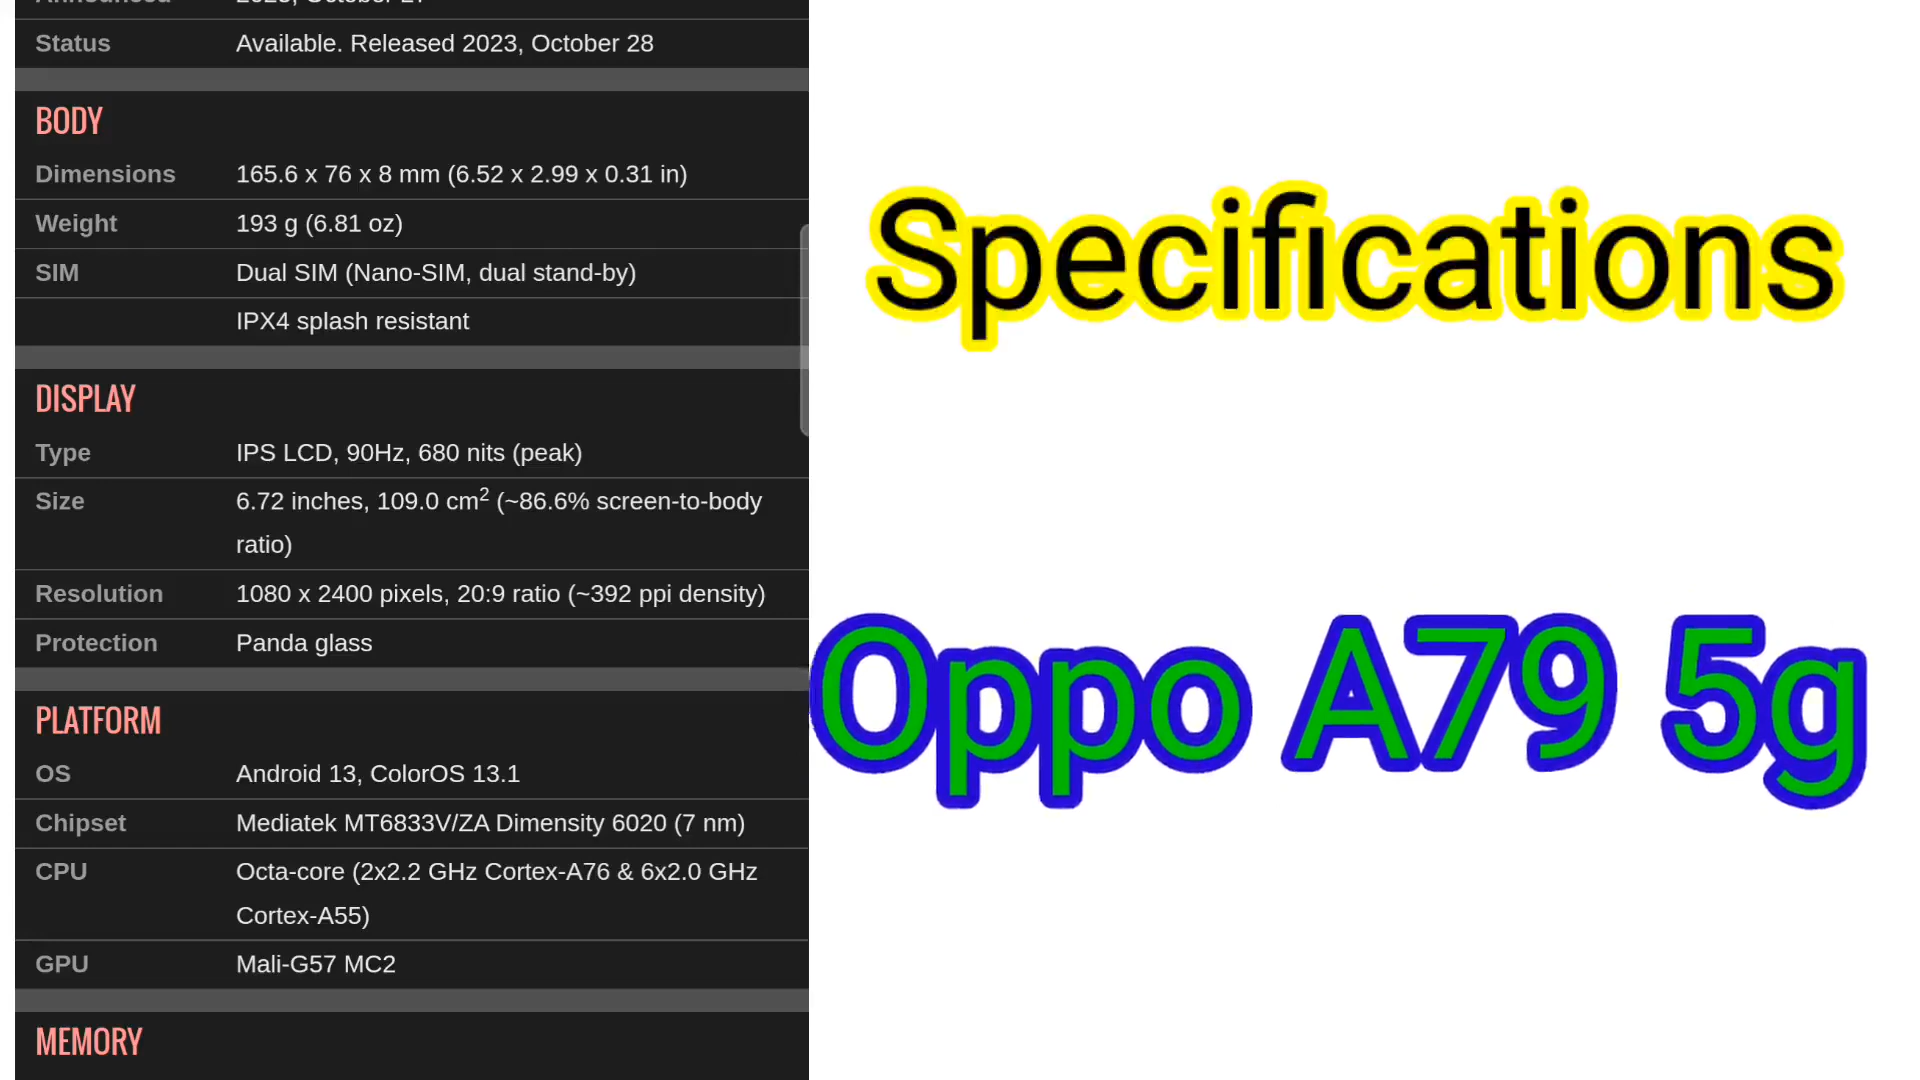 Status Available. Released 2023, October 28
BODY
Dimensions 165.6 x 76 x 8 mm (6.52 x 2.99 x 0.31 in)
Weight 193 g (6.81 oz)
SIM Dual SIM (Nano-SIM, dual stand-by)
IPX4 splash resistant
DISPLAY
Type IPS LCD, 90Hz, 680 nits (peak)
Size 6.72 inches, 109.0 cm² (~86.6% screen-to-body
ratio)
Resolution 1080 x 2400 pixels, 20:9 ratio (~392 ppi density)
Protection Panda glass
PLATFORM
OS Android 13, ColorOS 13.1
Chipset Mediatek MT6833V/ZA Dimensity 6020 (7 nm)
CPU Octa-core (2x2.2 GHz Cortex-A76 & 6x2.0 GHz
Cortex-A55)
GPU Mali-G57 MC2
MEMORY
Specifications
Oppo A79 5g